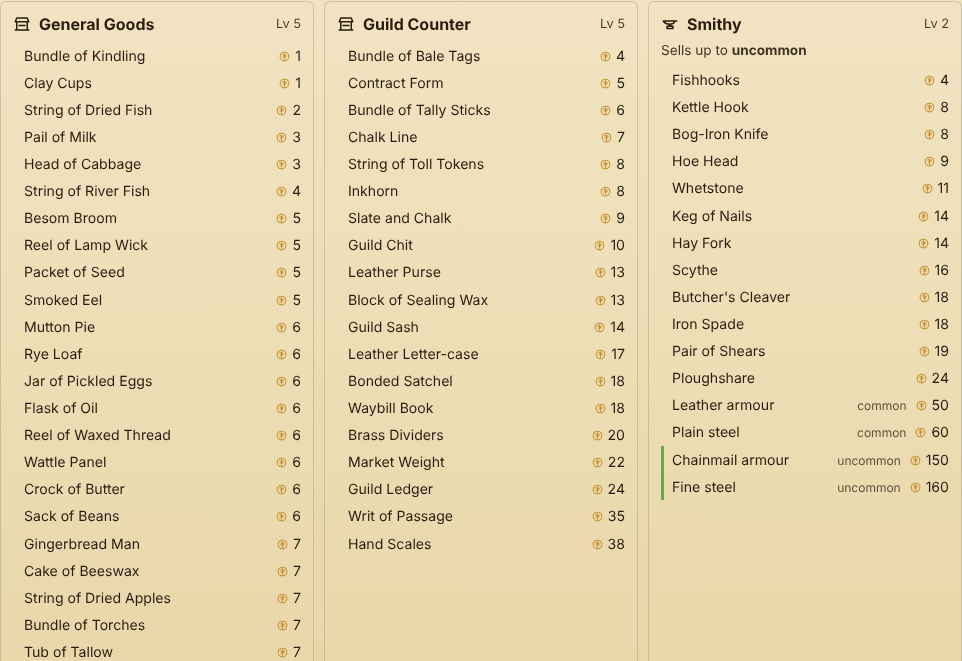 General Goods Lv 5
Bundle of Kindling 1
Clay Cups 1
String of Dried Fish 2
Pail of Milk 3
Head of Cabbage 3
String of River Fish 4
Besom Broom 5
Reel of Lamp Wick 5
Packet of Seed 5
Smoked Eel 5
Mutton Pie 6
Rye Loaf 6
Jar of Pickled Eggs 6
Flask of Oil 6
Reel of Waxed Thread 6
Wattle Panel 6
Crock of Butter 6
Sack of Beans 6
Gingerbread Man 7
Cake of Beeswax 7
String of Dried Apples 7
Bundle of Torches 7
Tub of Tallow 7
Guild Counter Lv 5
Bundle of Bale Tags 4
Contract Form 5
Bundle of Tally Sticks 6
Chalk Line 7
String of Toll Tokens 8
Inkhorn 8
Slate and Chalk 9
Guild Chit 10
Leather Purse 13
Block of Sealing Wax 13
Guild Sash 14
Leather Letter-case 17
Bonded Satchel 18
Waybill Book 18
Brass Dividers 20
Market Weight 22
Guild Ledger 24
Writ of Passage 35
Hand Scales 38
Smithy Lv 2
Sells up to uncommon
Fishhooks 4
Kettle Hook 8
Bog-Iron Knife 8
Hoe Head 9
Whetstone 11
Keg of Nails 14
Hay Fork 14
Scythe 16
Butcher's Cleaver 18
Iron Spade 18
Pair of Shears 19
Ploughshare 24
Leather armour common 50
Plain steel common 60
Chainmail armour uncommon 150
Fine steel uncommon 160